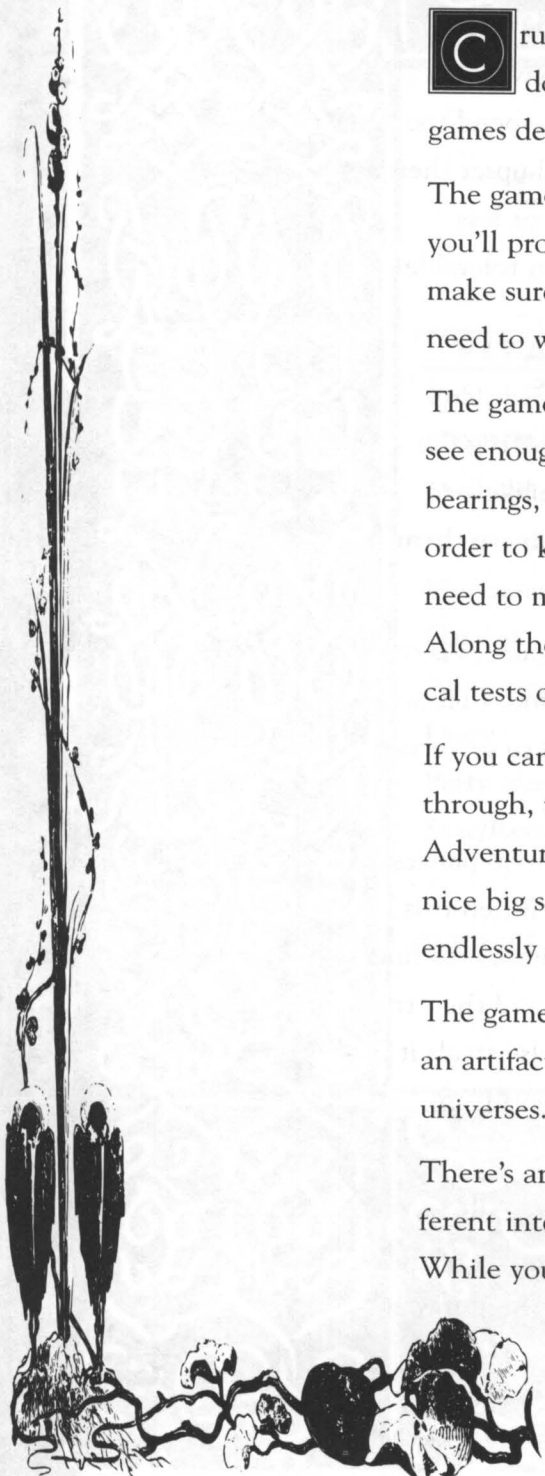 Cru
de
games de
The game
you'll pro
make sure
need to w
The game
see enoug
bearings,
order to k
need to m
Along the
cal tests o
If you can
through, t
Adventur
nice big s
endlessly
The game
an artifac
universes.
There's an
ferent inte
While you